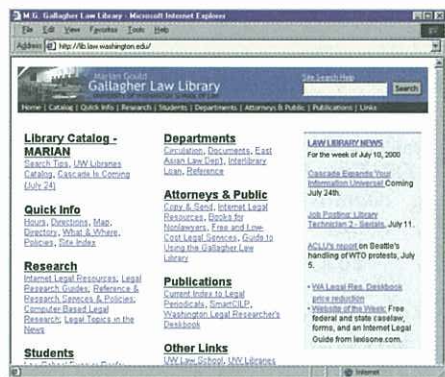 M.G. Gallagher Law Library - Microsoft Internet Explorer
File Edit View Favorites Tools Help
Address http://lib.law.washington.edu/
Marian Gould
Gallagher Law Library
UNIVERSITY OF WASHINGTON SCHOOL OF LAW
Site Search Help
Search
Home | Catalog | Quick Info | Research | Students | Departments | Attorneys & Public | Publications | Links
Library Catalog -
MARIAN
Search Tips, UW Libraries
Catalog, Cascade Is Coming
(July 24)
Quick Info
Hours, Directions, Map,
Directory, What & Where,
Policies, Site Index
Research
Internet Legal Resources, Legal
Research Guides, Reference &
Research Services & Policies,
Computer Based Legal
Research, Legal Topics in the
News
Students
Departments
Circulation, Documents, East
Asian Law Dept, Interlibrary
Loan, Reference
Attorneys & Public
Copy & Send, Internet Legal
Resources, Books for
Nonlawyers, Free and Low-
Cost Legal Services, Guide to
Using the Gallagher Law
Library
Publications
Current Index to Legal
Periodicals, SmartCILP,
Washington Legal Researcher's
Deskbook
Other Links
UW Law School, UW Libraries
LAW LIBRARY NEWS
For the week of July 10, 2000
Cascade Expands Your
Information Universe! Coming
July 24th.
Job Posting: Library
Technician 2 - Serials, July 11.
ACLU's report on Seattle's
handling of WTO protests, July
5.
• WA Legal Res. Deskbook
price reduction
• Website of the Week: Free
federal and state caselaw,
forms, and an Internet Legal
Guide from lexisone.com.
Internet